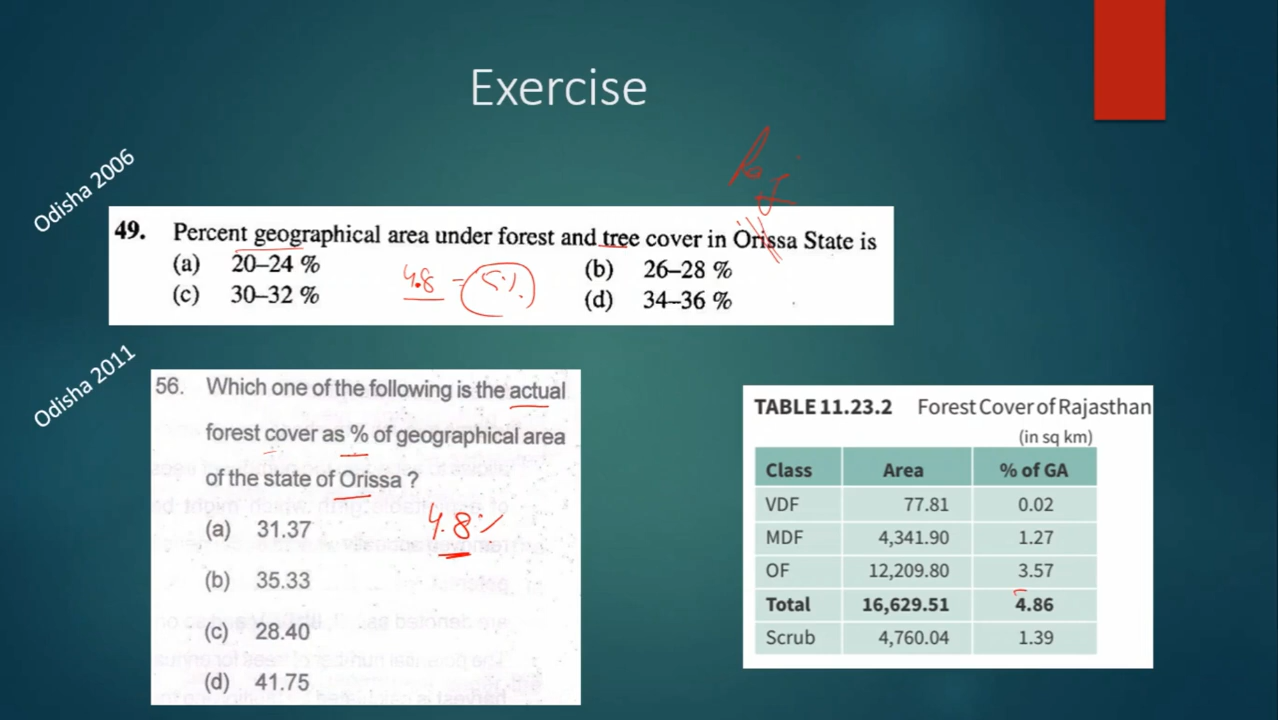 Exercise
Odisha 2006
Raj
49. Percent geographical area under forest and tree cover in Orissa State is
(a) 20–24 % (b) 26–28 %
(c) 30–32 % (d) 34–36 %
4.8 = 5%
Odisha 2011
56. Which one of the following is the actual
forest cover as % of geographical area
of the state of Orissa ?
(a) 31.37
(b) 35.33
(c) 28.40
(d) 41.75
4.8%
TABLE 11.23.2 Forest Cover of Rajasthan
(in sq km)
Class Area % of GA
VDF 77.81 0.02
MDF 4,341.90 1.27
OF 12,209.80 3.57
Total 16,629.51 4.86
Scrub 4,760.04 1.39